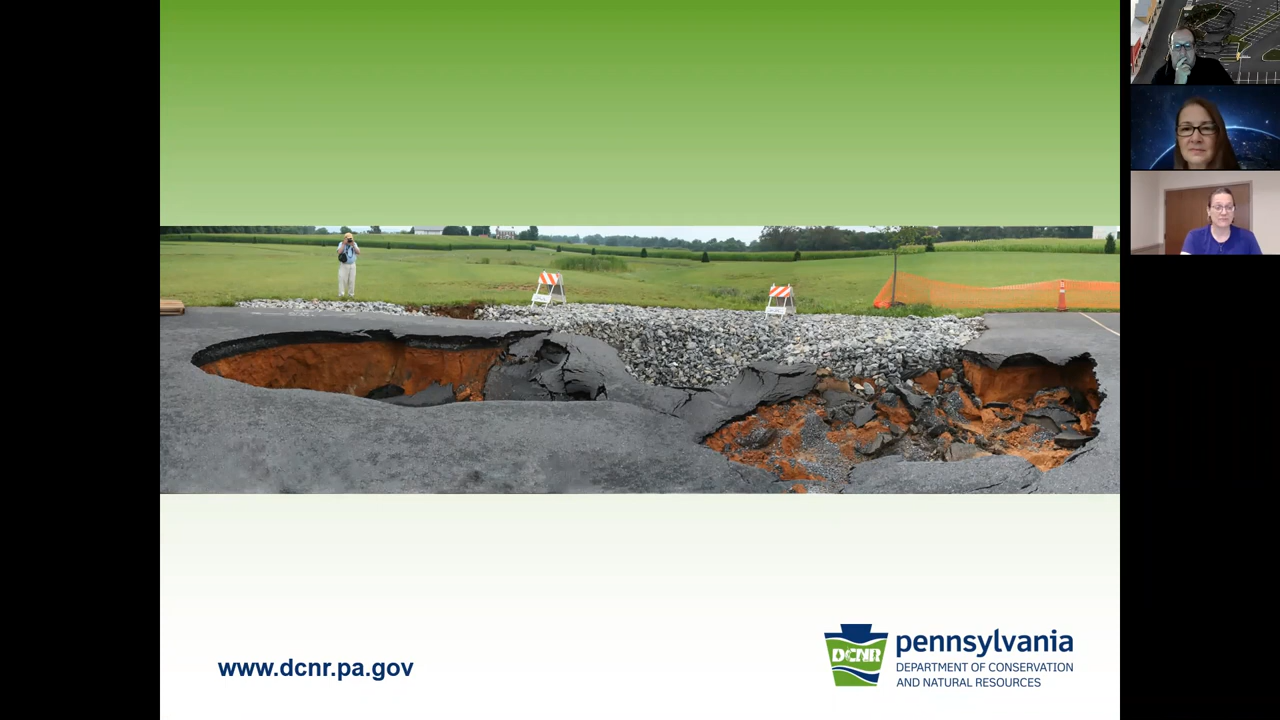 www.dcnr.pa.gov
DCNR
pennsylvania
DEPARTMENT OF CONSERVATION
AND NATURAL RESOURCES